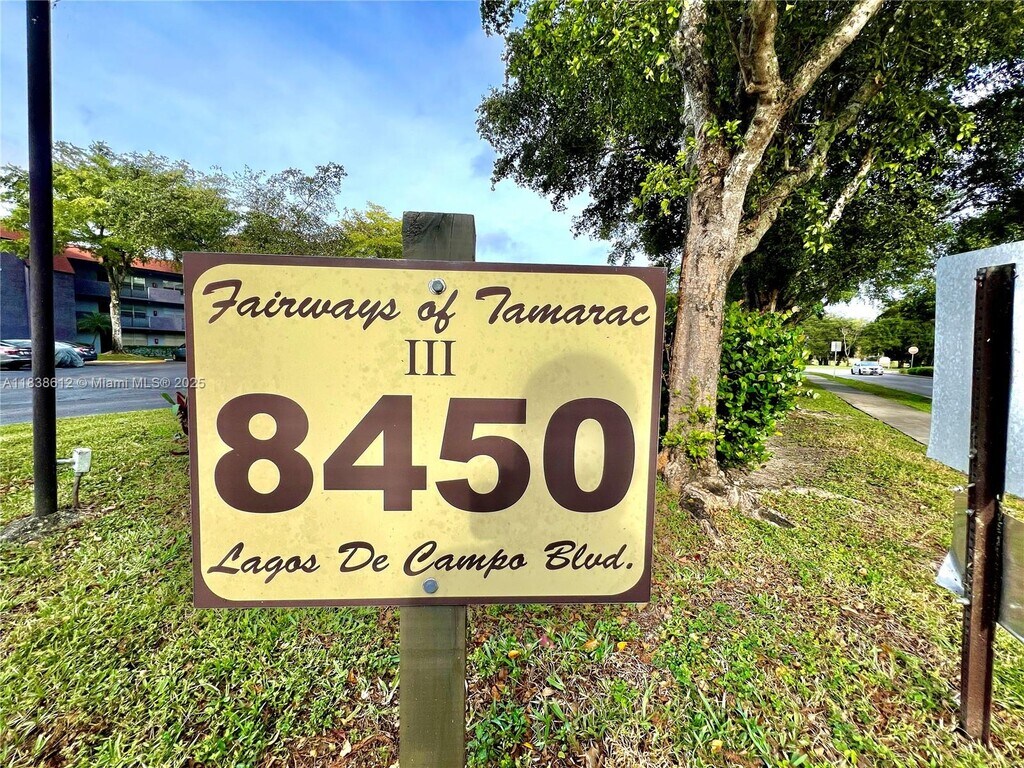 Fairways of Tamarac
III
8450
Lagos De Campo Blvd.
A11838612 © Miami MLS® 2025